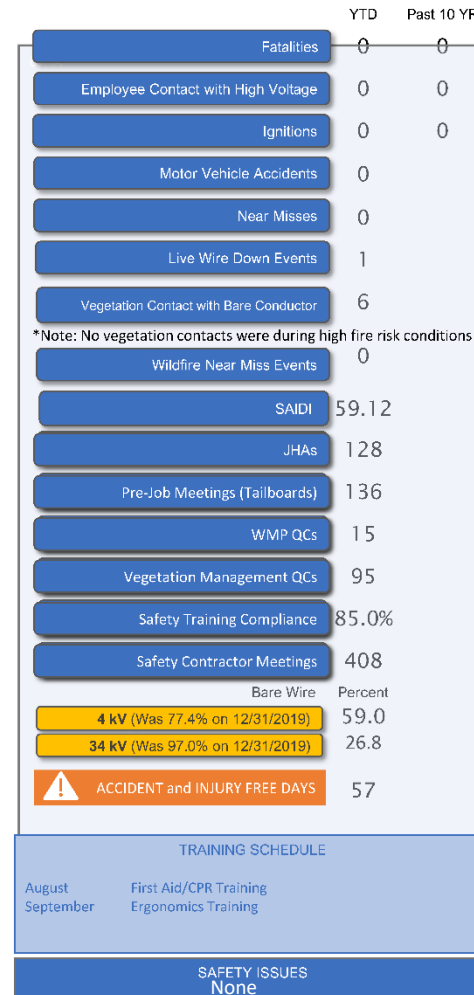 YTD Past 10 YR
Fatalities 0 0
Employee Contact with High Voltage 0 0
Ignitions 0 0
Motor Vehicle Accidents 0
Near Misses 0
Live Wire Down Events 1
Vegetation Contact with Bare Conductor 6
*Note: No vegetation contacts were during high fire risk conditions
Wildfire Near Miss Events 0
SAIDI 59.12
JHAs 128
Pre-Job Meetings (Tailboards) 136
WMP QCs 15
Vegetation Management QCs 95
Safety Training Compliance 85.0%
Safety Contractor Meetings 408
Bare Wire Percent
4 kV (Was 77.4% on 12/31/2019) 59.0
34 kV (Was 97.0% on 12/31/2019) 26.8
ACCIDENT and INJURY FREE DAYS 57
TRAINING SCHEDULE
August First Aid/CPR Training
September Ergonomics Training
SAFETY ISSUES
None